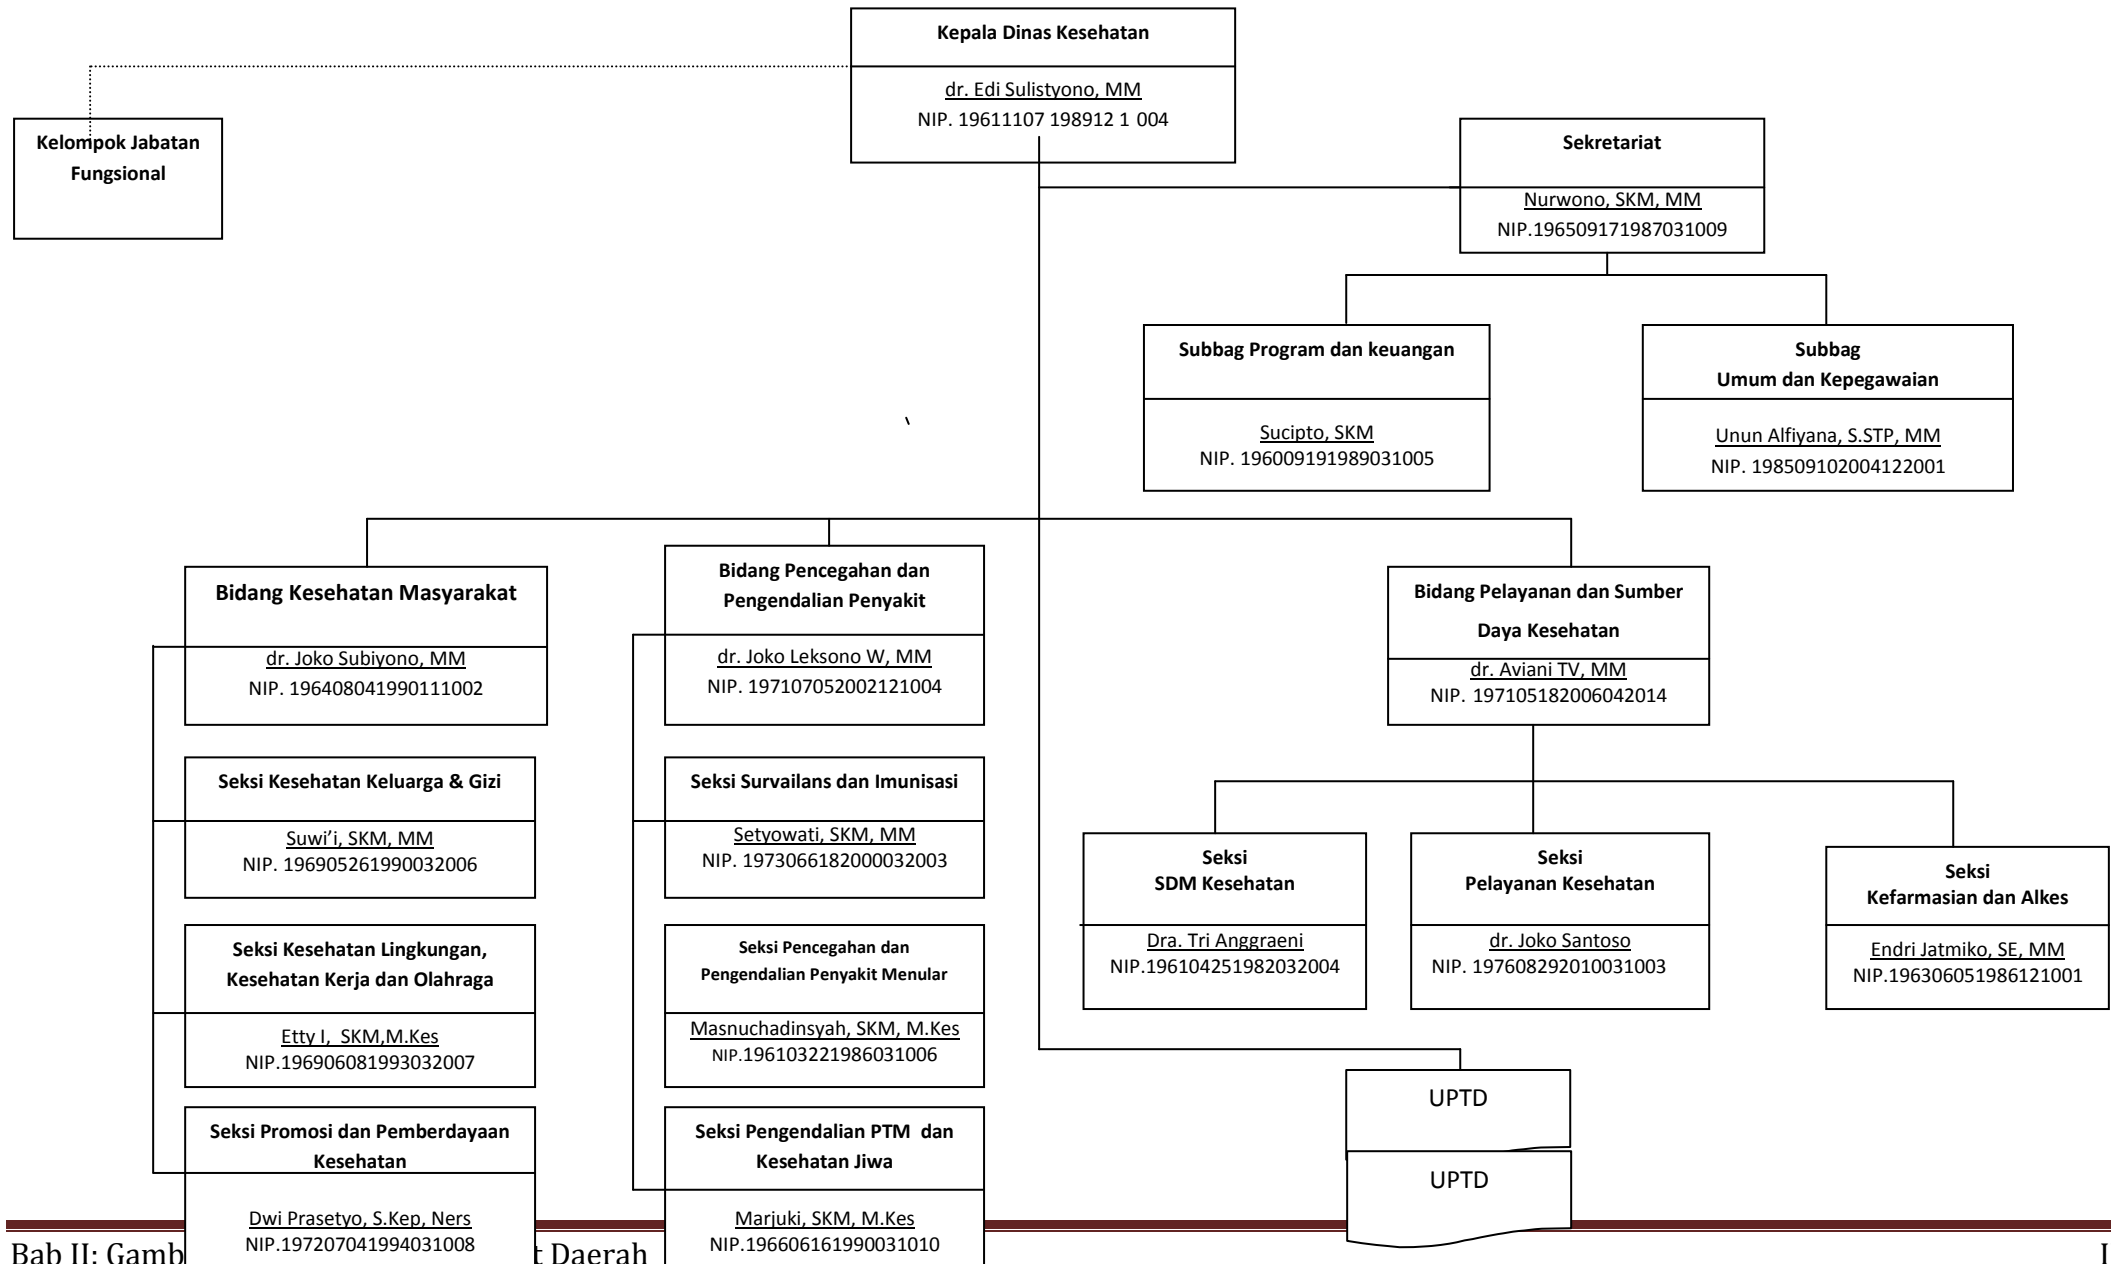 Kepala Dinas Kesehatan
dr. Edi Sulistyono, MM
NIP. 19611107 198912 1 004
Kelompok Jabatan
Fungsional
Sekretariat
Nurwono, SKM, MM
NIP.196509171987031009
Subbag Program dan keuangan
Sucipto, SKM
NIP. 196009191989031005
Subbag
Umum dan Kepegawaian
Unun Alfiyana, S.STP, MM
NIP. 198509102004122001
Bidang Kesehatan Masyarakat
dr. Joko Subiyono, MM
NIP. 196408041990111002
Bidang Pencegahan dan
Pengendalian Penyakit
dr. Joko Leksono W, MM
NIP. 197107052002121004
Bidang Pelayanan dan Sumber
Daya Kesehatan
dr. Aviani TV, MM
NIP. 197105182006042014
Seksi Kesehatan Keluarga & Gizi
Suwi’i, SKM, MM
NIP. 196905261990032006
Seksi Survailans dan Imunisasi
Setyowati, SKM, MM
NIP. 1973066182000032003
Seksi
SDM Kesehatan
Dra. Tri Anggraeni
NIP.196104251982032004
Seksi
Pelayanan Kesehatan
dr. Joko Santoso
NIP. 197608292010031003
Seksi
Kefarmasian dan Alkes
Endri Jatmiko, SE, MM
NIP.196306051986121001
Seksi Kesehatan Lingkungan,
Kesehatan Kerja dan Olahraga
Etty I, SKM,M.Kes
NIP.196906081993032007
Seksi Pencegahan dan
Pengendalian Penyakit Menular
Masnuchadinsyah, SKM, M.Kes
NIP.196103221986031006
Seksi Promosi dan Pemberdayaan
Kesehatan
Dwi Prasetyo, S.Kep, Ners
NIP.197207041994031008
Seksi Pengendalian PTM dan
Kesehatan Jiwa
Marjuki, SKM, M.Kes
NIP.196606161990031010
UPTD
UPTD
Bab II: Gamb t Daerah I